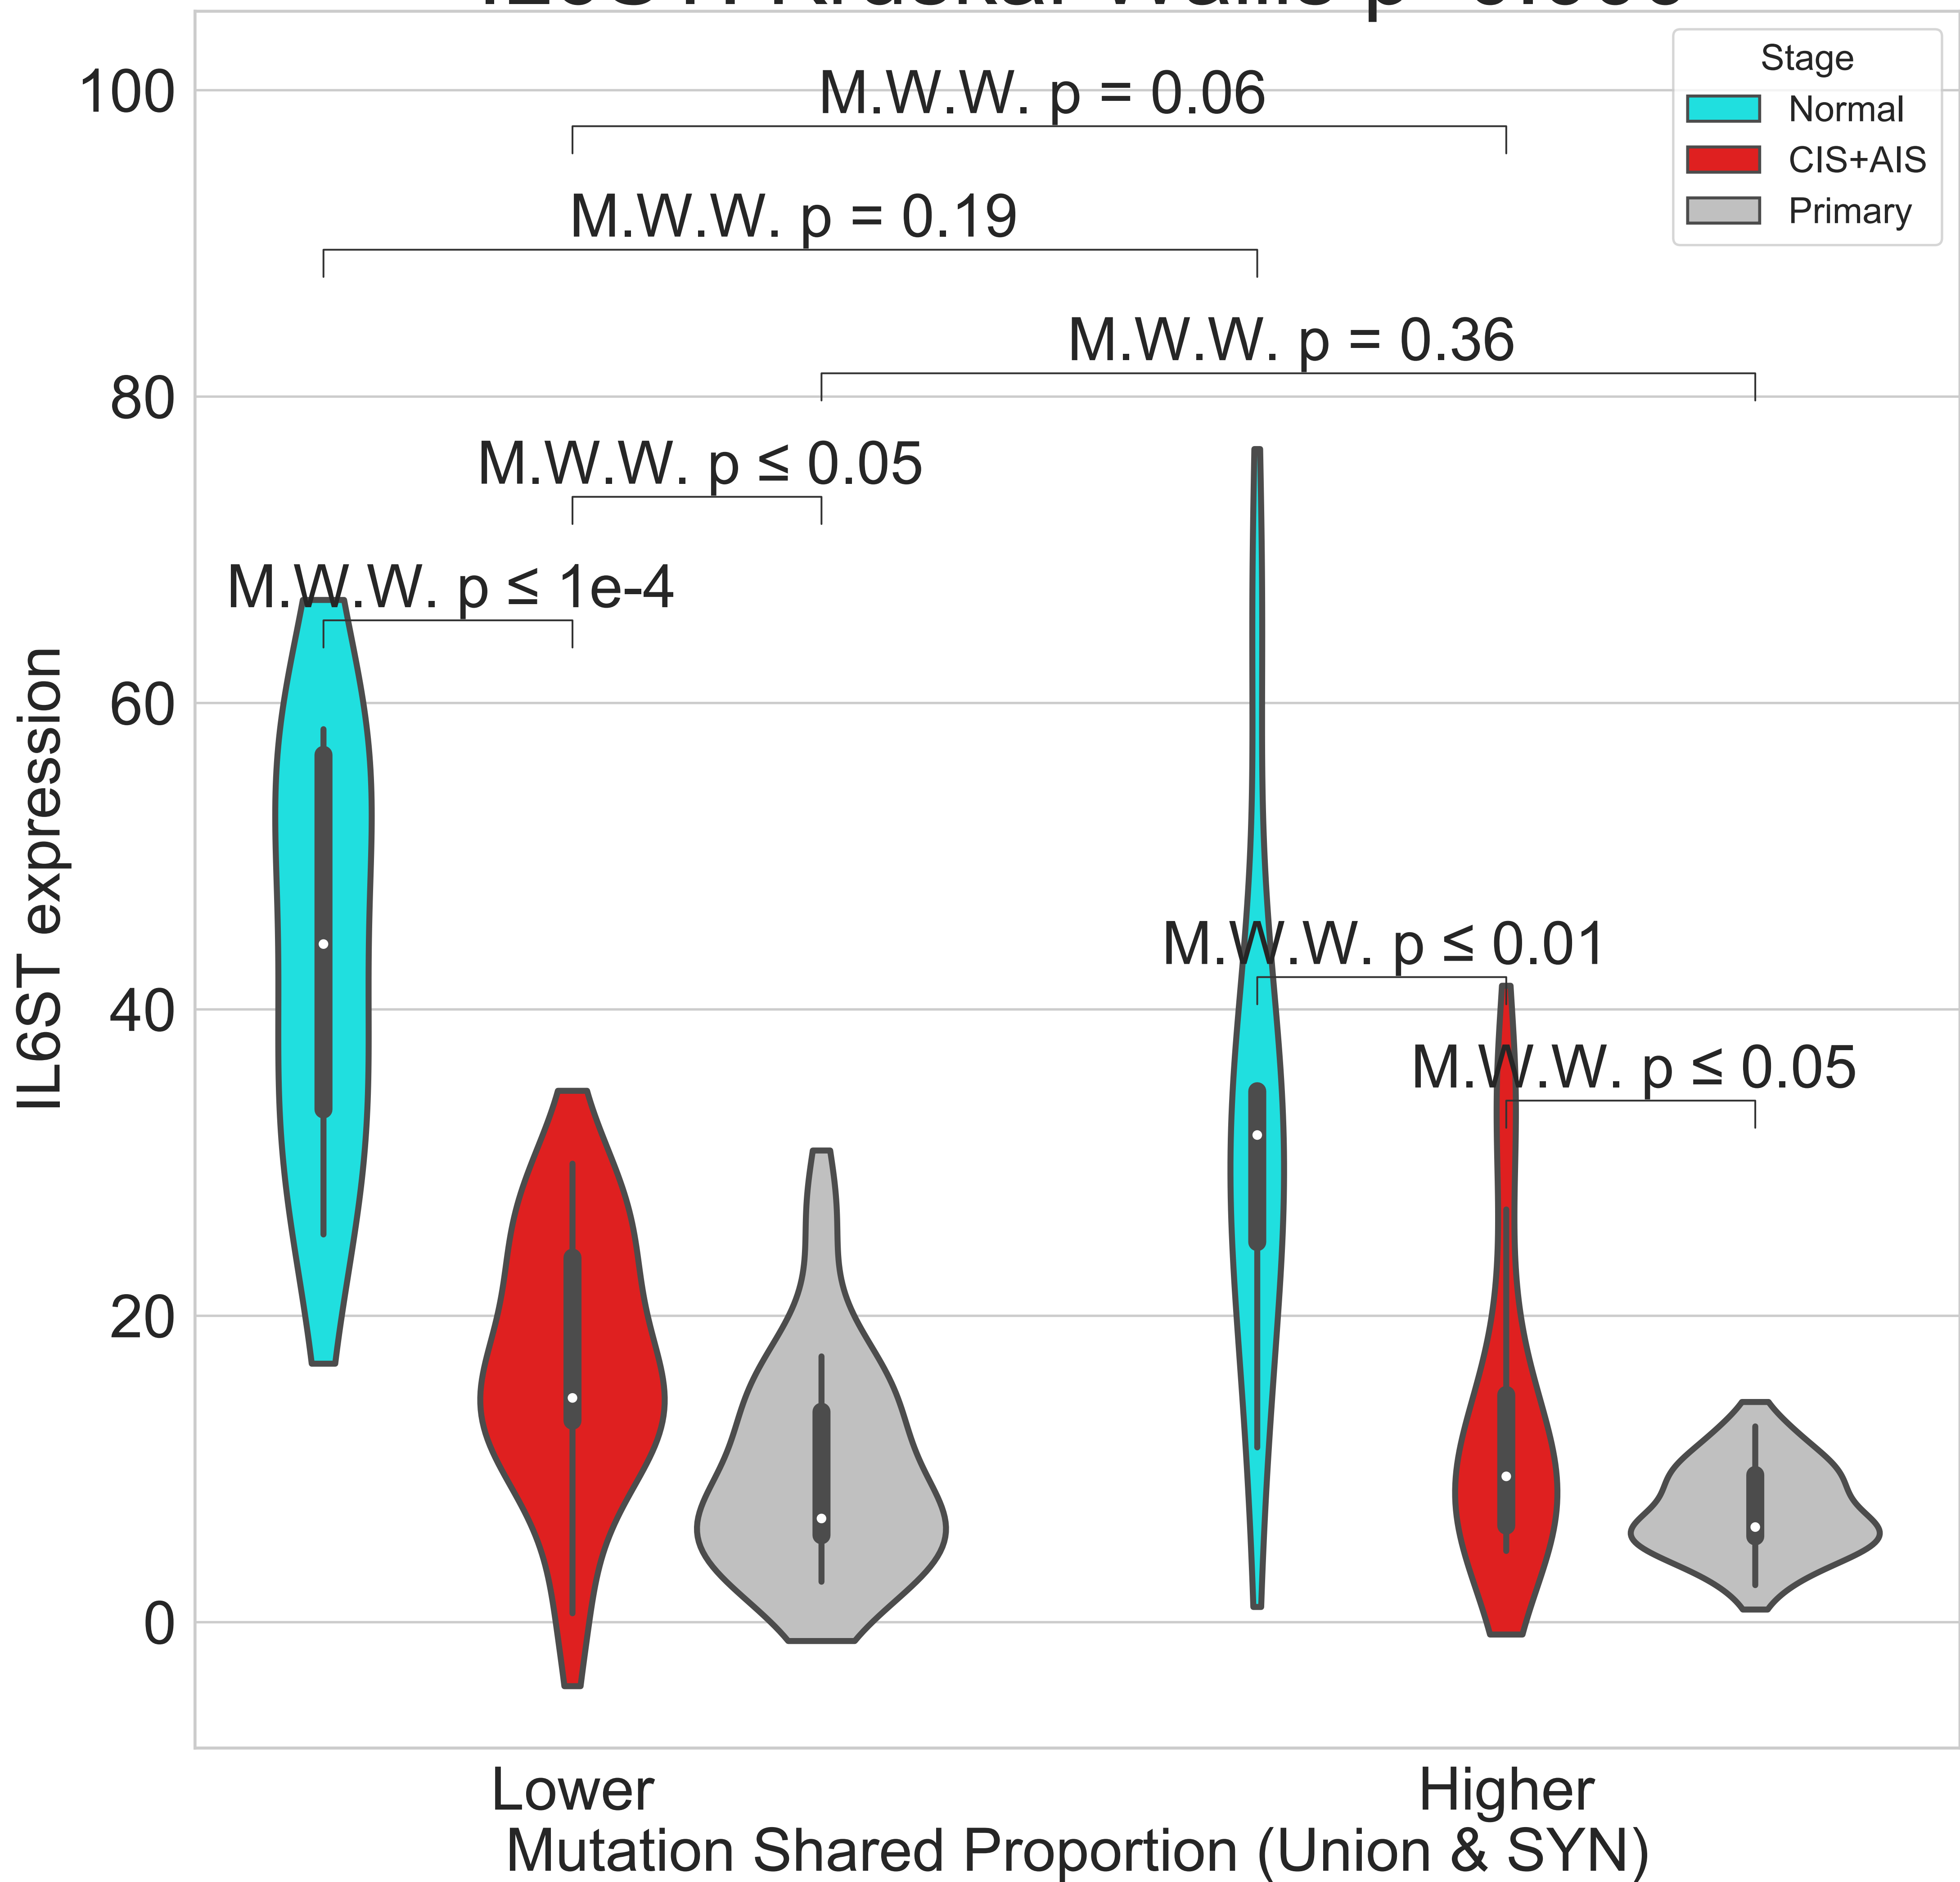 100
80
60
40
20
0
IL6ST expression
M.W.W. p = 0.06
M.W.W. p = 0.19
M.W.W. p = 0.36
M.W.W. p ≤ 0.05
M.W.W. p ≤ 1e-4
M.W.W. p ≤ 0.01
M.W.W. p ≤ 0.05
Stage
Normal
CIS+AIS
Primary
Lower
Higher
Mutation Shared Proportion (Union & SYN)